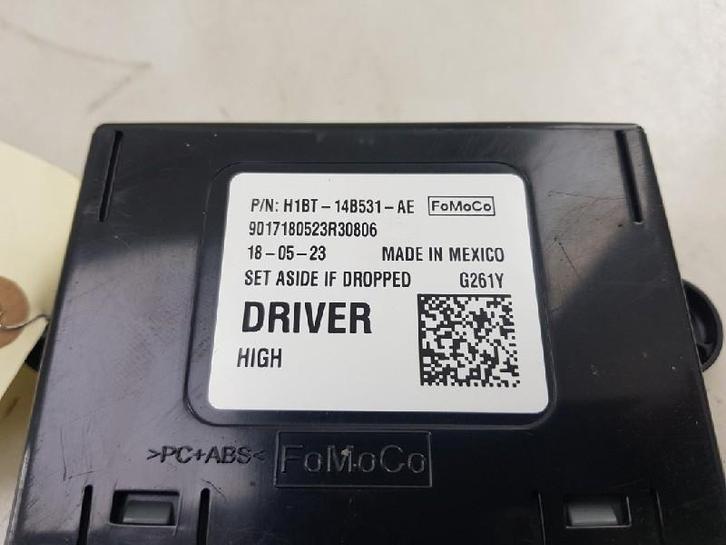 P/N: H1BT-14B531-AE FoMoCo
9D17180523R30806
18-05-23 MADE IN MEXICO
SET ASIDE IF DROPPED G261Y
DRIVER
HIGH
>PC+ABS< FoMoCo